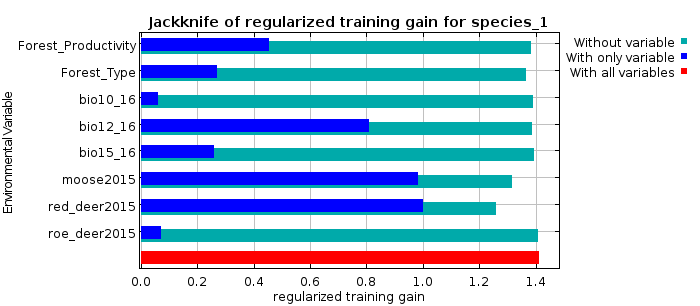 Jackknife of regularized training gain for species_1
Environmental Variable
Forest_Productivity
Forest_Type
bio10_16
bio12_16
bio15_16
moose2015
red_deer2015
roe_deer2015
0.0 0.2 0.4 0.6 0.8 1.0 1.2 1.4
regularized training gain
Without variable
With only variable
With all variables